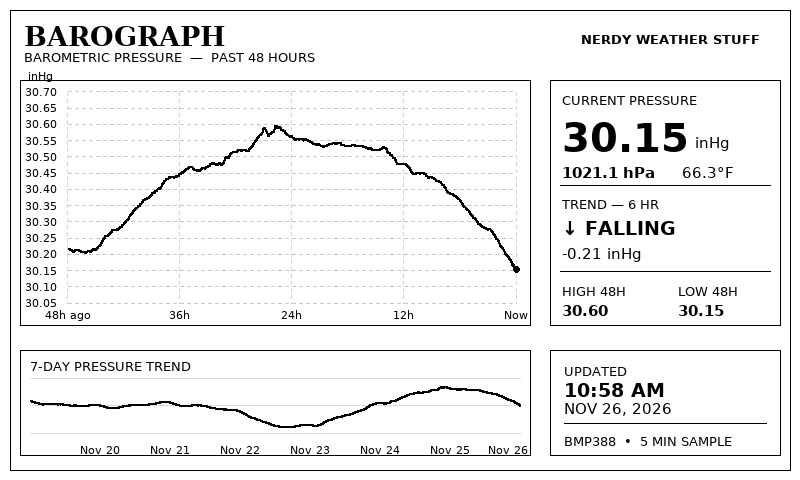 BAROGRAPH
BAROMETRIC PRESSURE — PAST 48 HOURS
NERDY WEATHER STUFF
inHg
30.70
30.65
30.60
30.55
30.50
30.45
30.40
30.35
30.30
30.25
30.20
30.15
30.10
30.05
48h ago 36h 24h 12h Now
CURRENT PRESSURE
30.15 inHg
1021.1 hPa 66.3°F
TREND — 6 HR
↓ FALLING
-0.21 inHg
HIGH 48H LOW 48H
30.60 30.15
7-DAY PRESSURE TREND
Nov 20 Nov 21 Nov 22 Nov 23 Nov 24 Nov 25 Nov 26
UPDATED
10:58 AM
NOV 26, 2026
BMP388 • 5 MIN SAMPLE